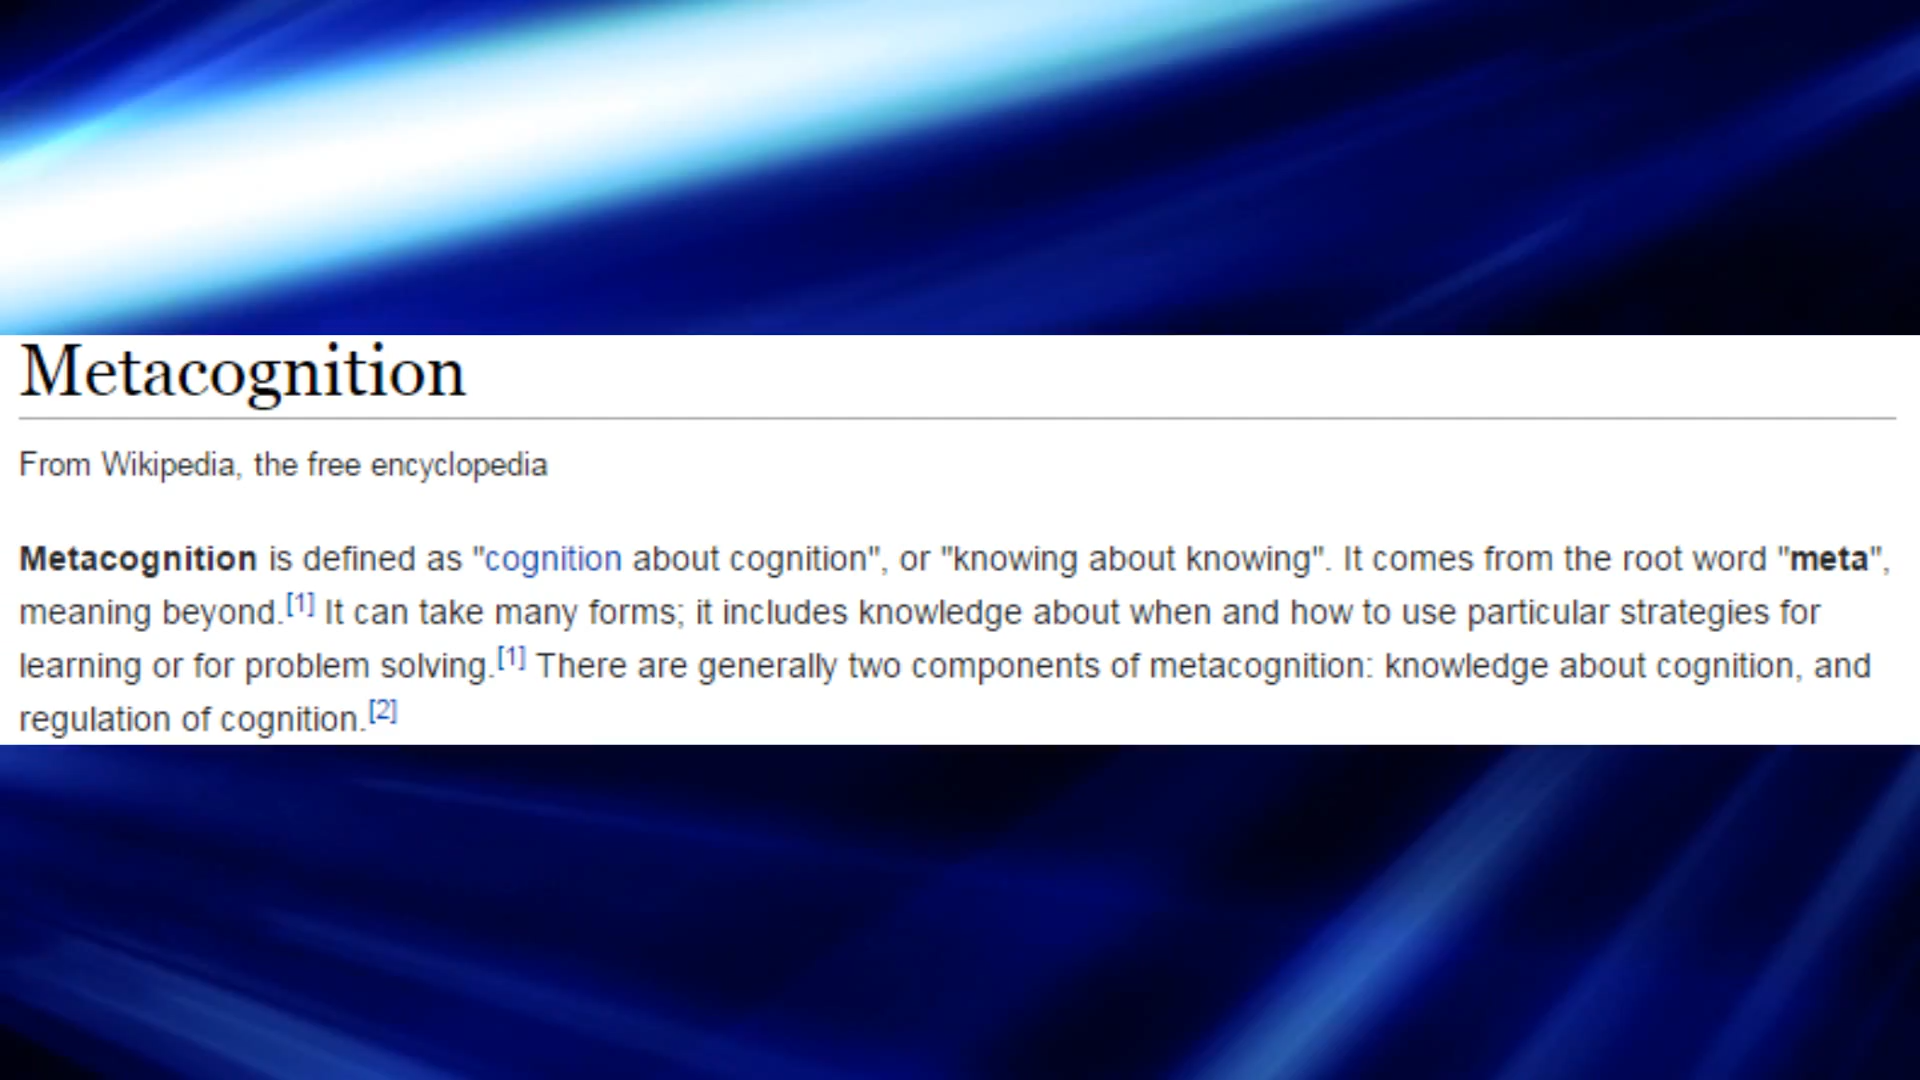 Metacognition
From Wikipedia, the free encyclopedia
Metacognition is defined as "cognition about cognition", or "knowing about knowing". It comes from the root word "meta",
meaning beyond.[1] It can take many forms; it includes knowledge about when and how to use particular strategies for
learning or for problem solving.[1] There are generally two components of metacognition: knowledge about cognition, and
regulation of cognition.[2]